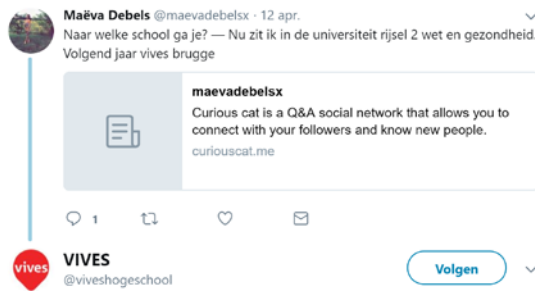 Maëva Debels @maevadebelsx · 12 apr.
Naar welke school ga je? — Nu zit ik in de universiteit rijsel 2 wet en gezondheid.
Volgend jaar vives brugge
maevadebelsx
Curious cat is a Q&A social network that allows you to
connect with your followers and know new people.
curiouscat.me
1
vives
VIVES
@viveshogeschool
Volgen